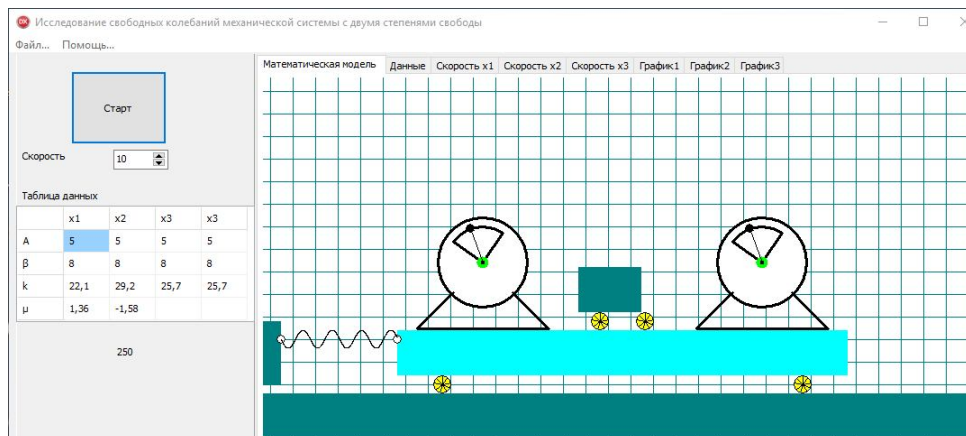 Исследование свободных колебаний механической системы с двумя степенями свободы
Файл... Помощь...
Математическая модель Данные Скорость x1 Скорость x2 Скорость x3 График1 График2 График3
Старт
Скорость 10
Таблица данных
x1 x2 x3 x3
A 5 5 5 5
β 8 8 8 8
k 22,1 29,2 25,7 25,7
μ 1,36 -1,58
250